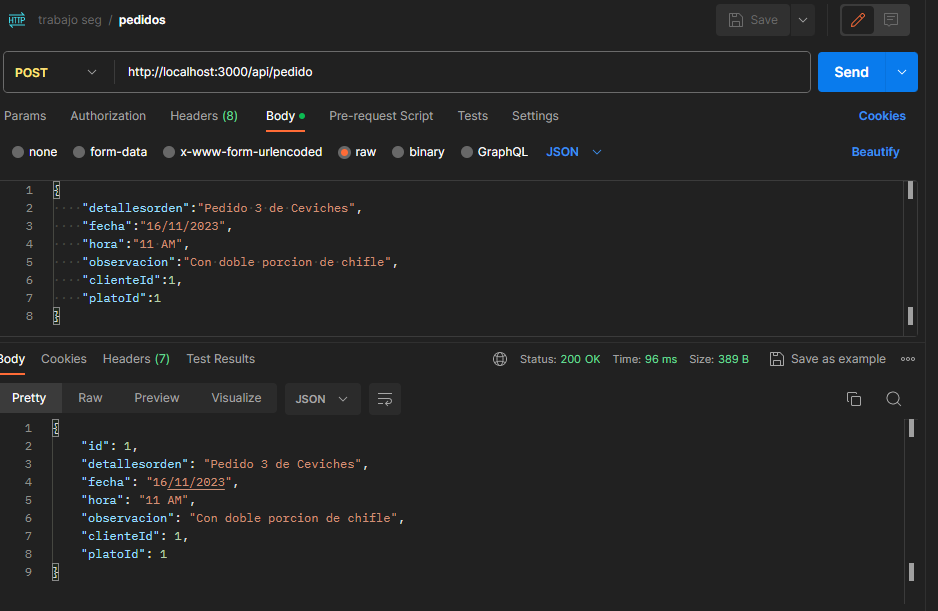 HTTP trabajo seg / pedidos Save
POST http://localhost:3000/api/pedido Send
Params Authorization Headers (8) Body Pre-request Script Tests Settings Cookies
none form-data x-www-form-urlencoded raw binary GraphQL JSON Beautify
1 {
2 ····"detallesorden":"Pedido·3·de·Ceviches",
3 ····"fecha":"16/11/2023",
4 ····"hora":"11·AM",
5 ····"observacion":"Con·doble·porcion·de·chifle",
6 ····"clienteId":1,
7 ····"platoId":1
8 }
Body Cookies Headers (7) Test Results Status: 200 OK Time: 96 ms Size: 389 B Save as example
Pretty Raw Preview Visualize JSON
1 {
2 "id": 1,
3 "detallesorden": "Pedido 3 de Ceviches",
4 "fecha": "16/11/2023",
5 "hora": "11 AM",
6 "observacion": "Con doble porcion de chifle",
7 "clienteId": 1,
8 "platoId": 1
9 }